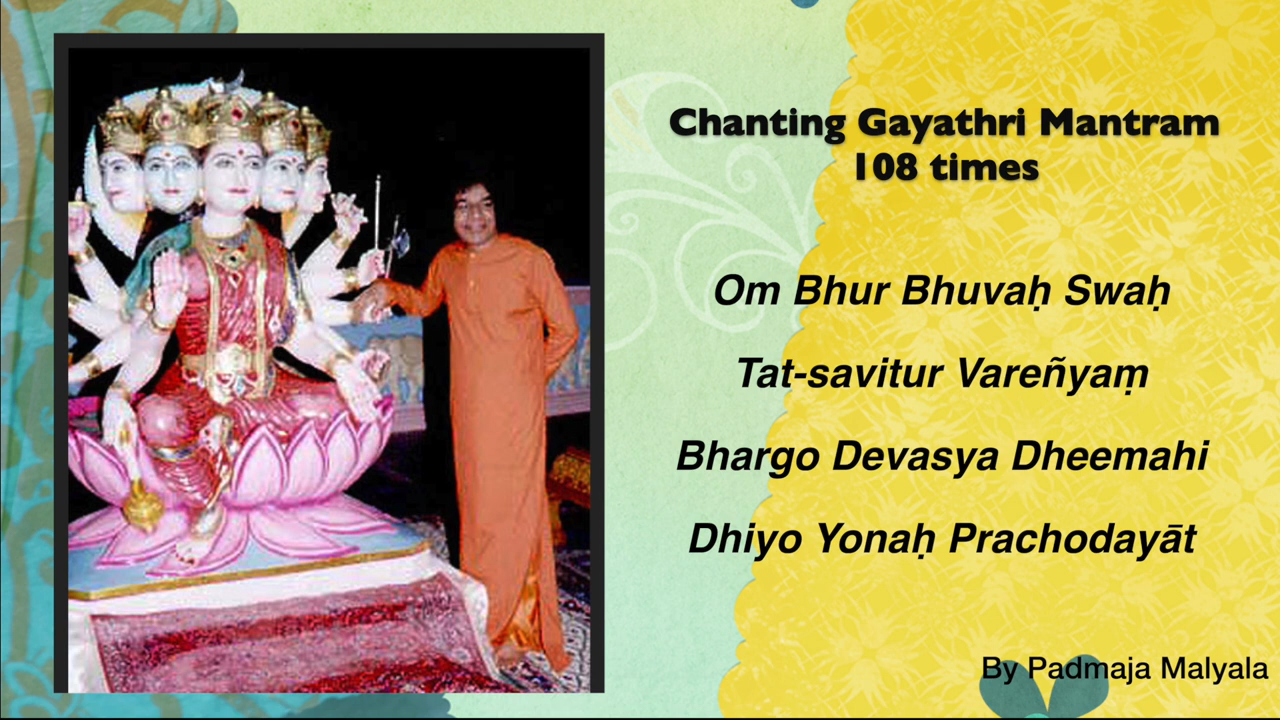 Chanting Gayathri Mantram
108 times
Om Bhur Bhuvaḥ Swaḥ
Tat-savitur Vareñyaṃ
Bhargo Devasya Dheemahi
Dhiyo Yonaḥ Prachodayāt
By Padmaja Malyala